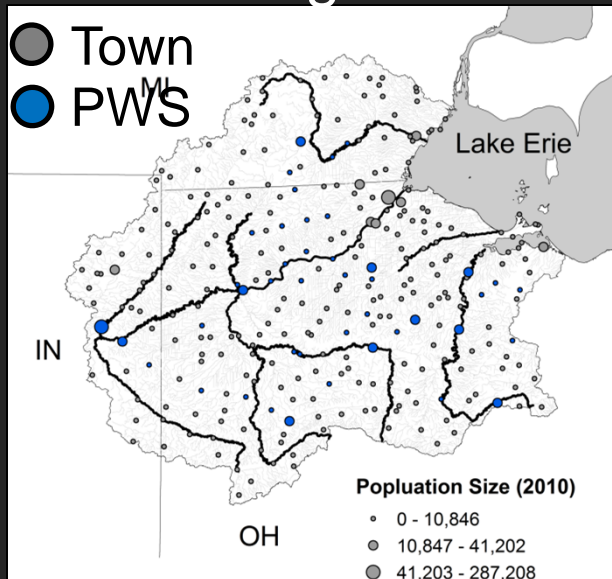 g
Town
MI
PWS
Lake Erie
IN
OH
Popluation Size (2010)
0 - 10,846
10,847 - 41,202
41,203 - 287,208